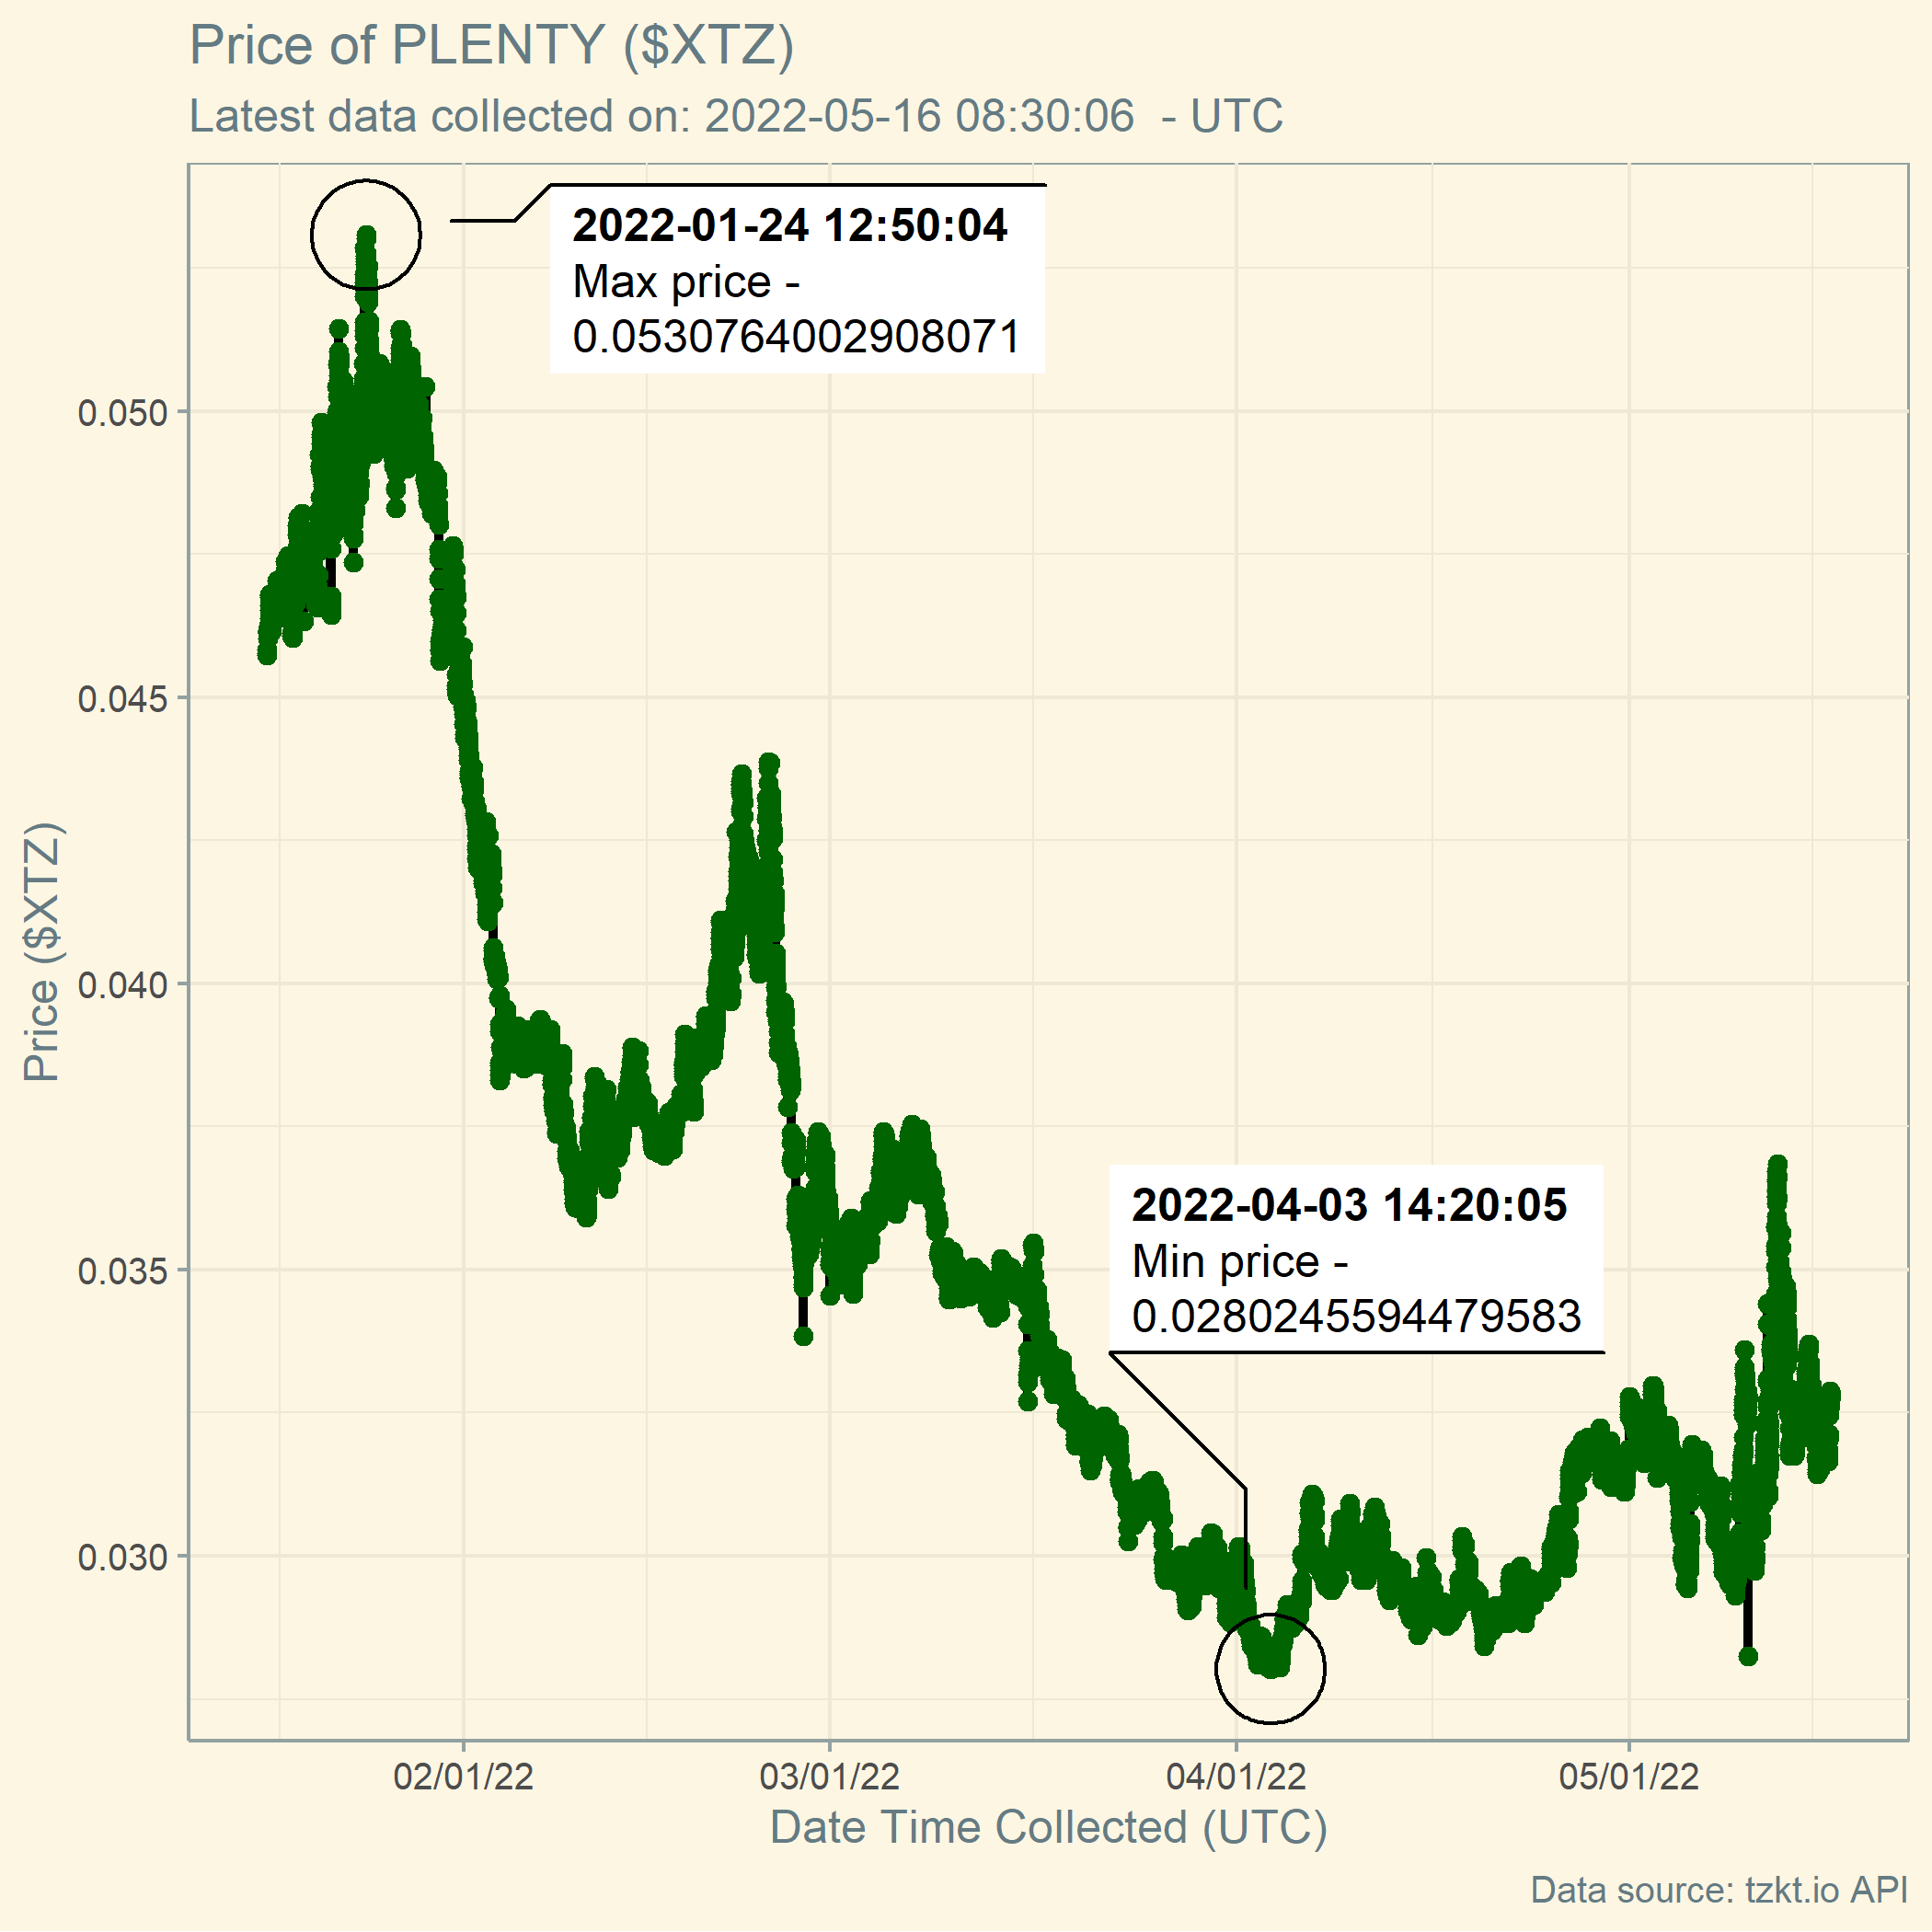 Price of PLENTY ($XTZ)
Latest data collected on: 2022-05-16 08:30:06  - UTC
2022-01-24 12:50:04
Max price -
0.0530764002908071
0.050
0.045
0.040
0.035
0.030
Price ($XTZ)
2022-04-03 14:20:05
Min price -
0.0280245594479583
02/01/22
03/01/22
04/01/22
05/01/22
Date Time Collected (UTC)
Data source: tzkt.io API